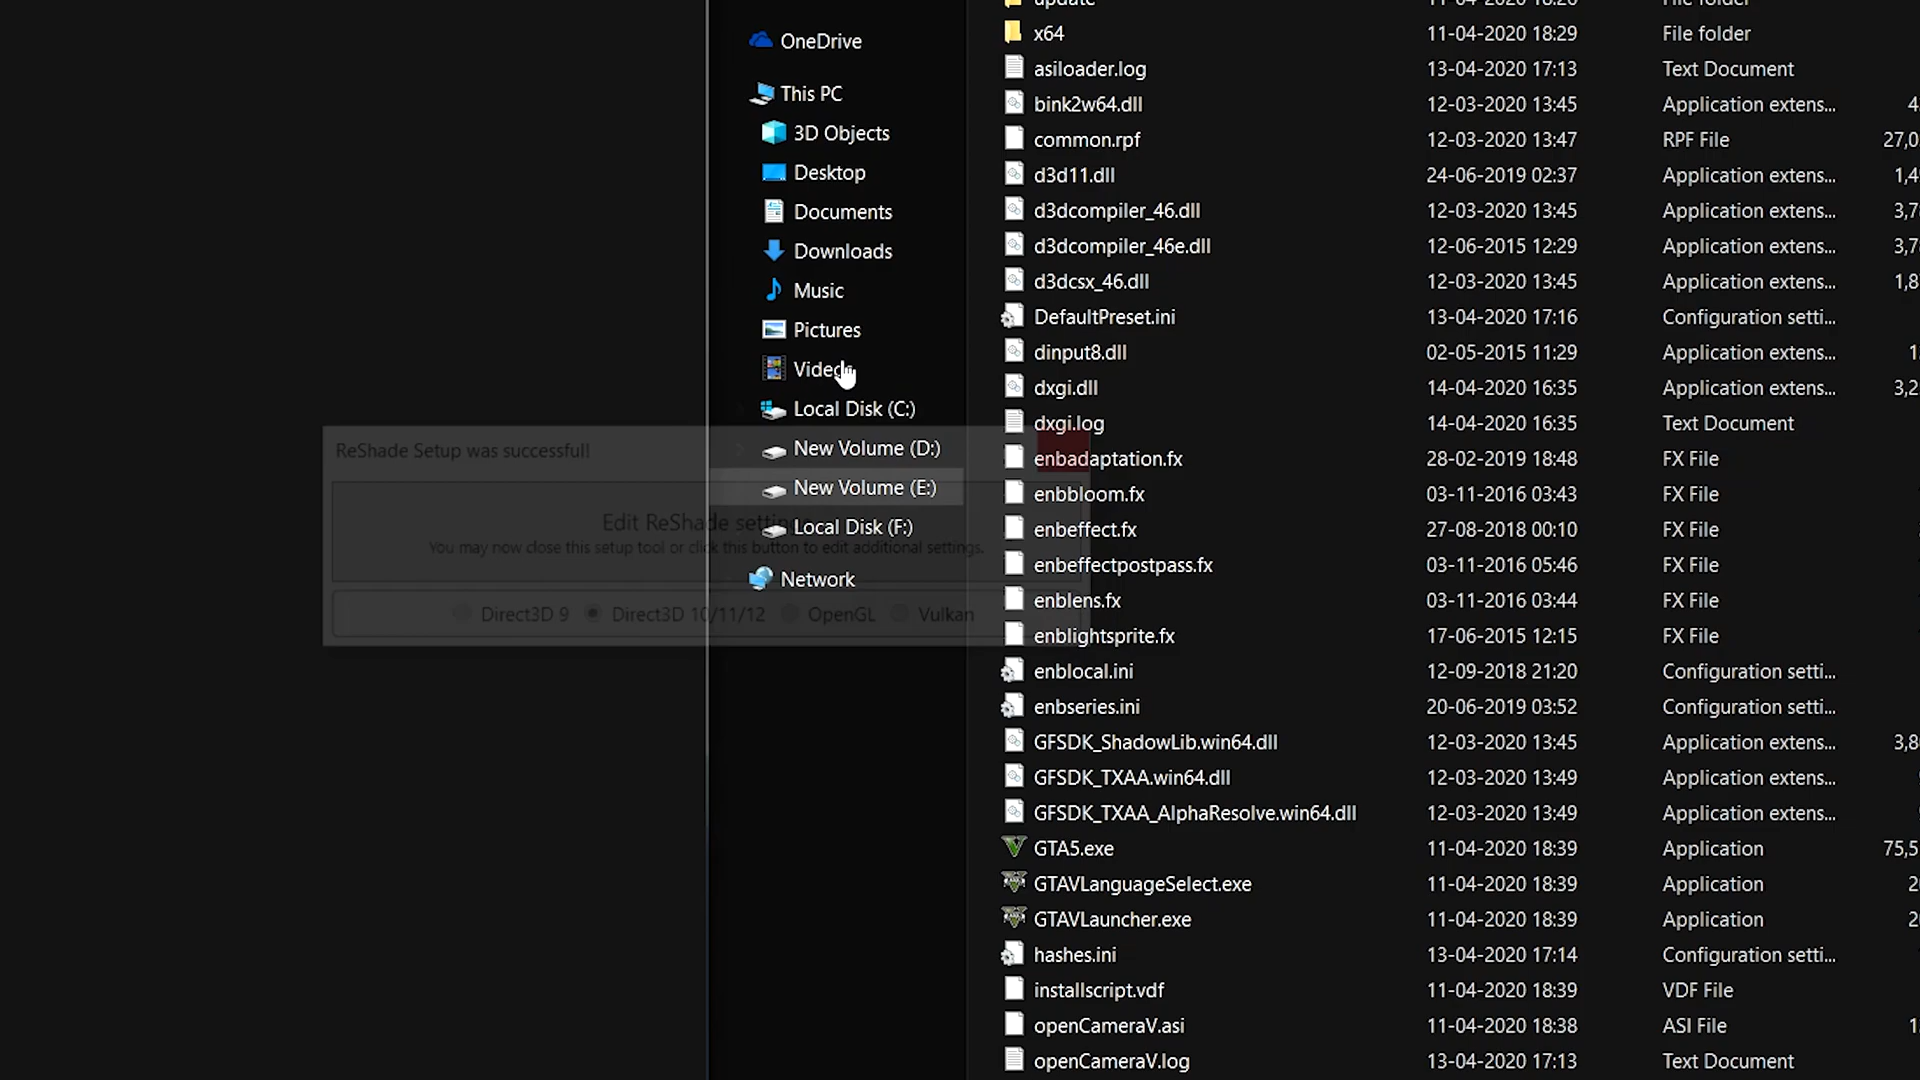 OneDrive
This PC
3D Objects
Desktop
Documents
Downloads
Music
Pictures
Local Disk (C:)
New Volume (D:)
New Volume (E:)
Local Disk (F:)
Network
ReShade Setup was successful!
Edit ReShade
You may now close this setup tool or click this button to edit additional settings.
Direct3D 9 Direct3D 10/11/12 OpenGL Vulkan
update 11-04-2020 18:26 File folder
x64 11-04-2020 18:29 File folder
asiloader.log 13-04-2020 17:13 Text Document
bink2w64.dll 12-03-2020 13:45 Application extens...
common.rpf 12-03-2020 13:47 RPF File
d3d11.dll 24-06-2019 02:37 Application extens...
d3dcompiler_46.dll 12-03-2020 13:45 Application extens...
d3dcompiler_46e.dll 12-06-2015 12:29 Application extens...
d3dcsx_46.dll 12-03-2020 13:45 Application extens...
DefaultPreset.ini 13-04-2020 17:16 Configuration setti...
dinput8.dll 02-05-2015 11:29 Application extens...
dxgi.dll 14-04-2020 16:35 Application extens...
dxgi.log 14-04-2020 16:35 Text Document
enbadaptation.fx 28-02-2019 18:48 FX File
enbbloom.fx 03-11-2016 03:43 FX File
enbeffect.fx 27-08-2018 00:10 FX File
enbeffectpostpass.fx 03-11-2016 05:46 FX File
enblens.fx 03-11-2016 03:44 FX File
enblightsprite.fx 17-06-2015 12:15 FX File
enblocal.ini 12-09-2018 21:20 Configuration setti...
enbseries.ini 20-06-2019 03:52 Configuration setti...
GFSDK_ShadowLib.win64.dll 12-03-2020 13:45 Application extens...
GFSDK_TXAA.win64.dll 12-03-2020 13:49 Application extens...
GFSDK_TXAA_AlphaResolve.win64.dll 12-03-2020 13:49 Application extens...
GTA5.exe 11-04-2020 18:39 Application
GTAVLanguageSelect.exe 11-04-2020 18:39 Application
GTAVLauncher.exe 11-04-2020 18:39 Application
hashes.ini 13-04-2020 17:14 Configuration setti...
installscript.vdf 11-04-2020 18:39 VDF File
openCameraV.asi 11-04-2020 18:38 ASI File
openCameraV.log 13-04-2020 17:13 Text Document